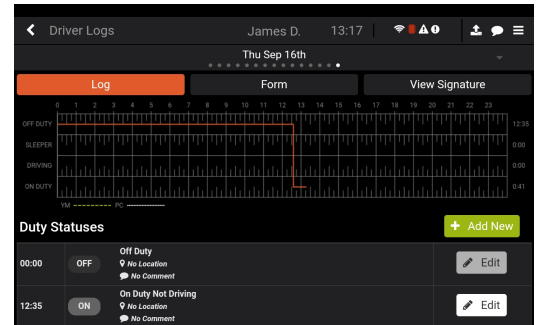 Driver Logs James D. 13:17
Thu Sep 16th
Log Form View Signature
0 1 2 3 4 5 6 7 8 9 10 11 12 13 14 15 16 17 18 19 20 21 22 23
OFF DUTY 12:35
SLEEPER 0:00
DRIVING 0:00
ON DUTY 0:41
YM PC
Duty Statuses + Add New
00:00 OFF Off Duty Edit
No Location
No Comment
12:35 ON On Duty Not Driving Edit
No Location
No Comment